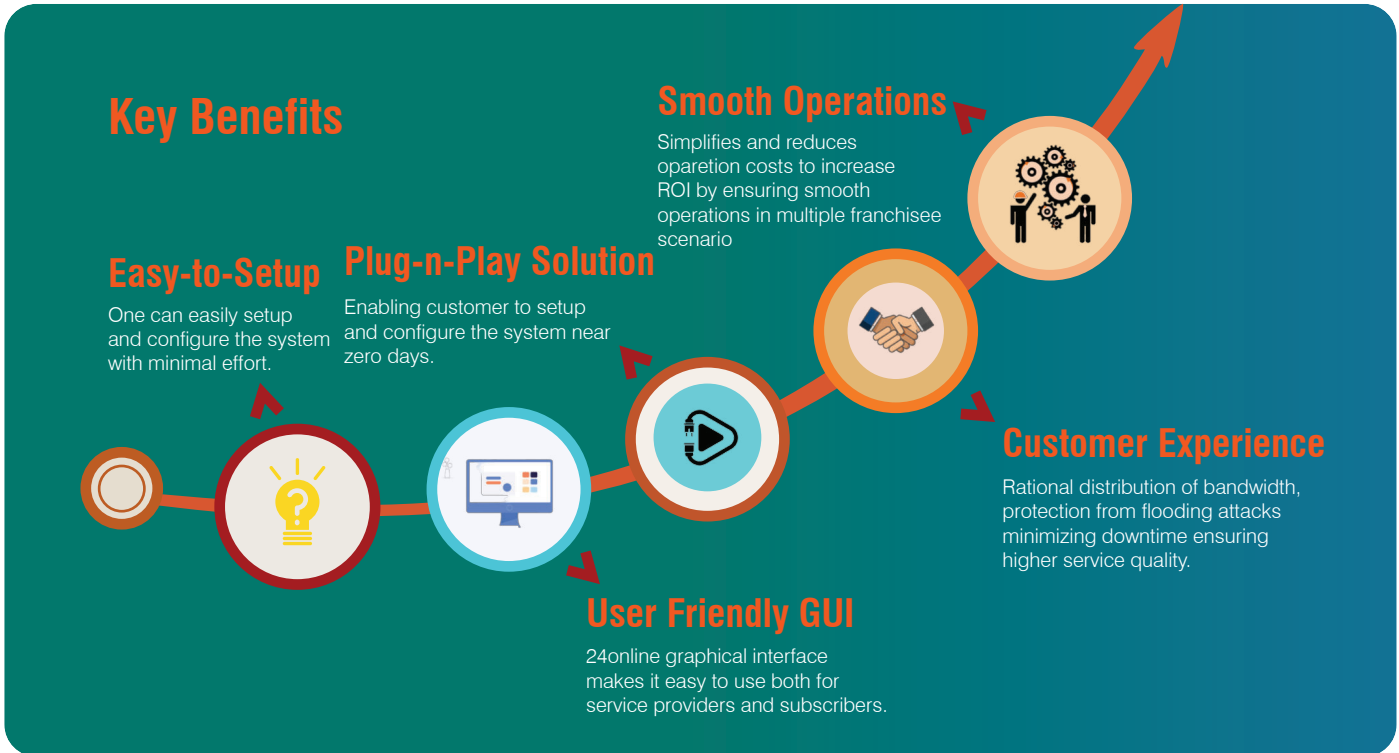 Key Benefits
Easy-to-Setup
One can easily setup
and configure the system
with minimal effort.
Plug-n-Play Solution
Enabling customer to setup
and configure the system near
zero days.
Smooth Operations
Simplifies and reduces
oparetion costs to increase
ROI by ensuring smooth
operations in multiple franchisee
scenario
Customer Experience
Rational distribution of bandwidth,
protection from flooding attacks
minimizing downtime ensuring
higher service quality.
User Friendly GUI
24online graphical interface
makes it easy to use both for
service providers and subscribers.